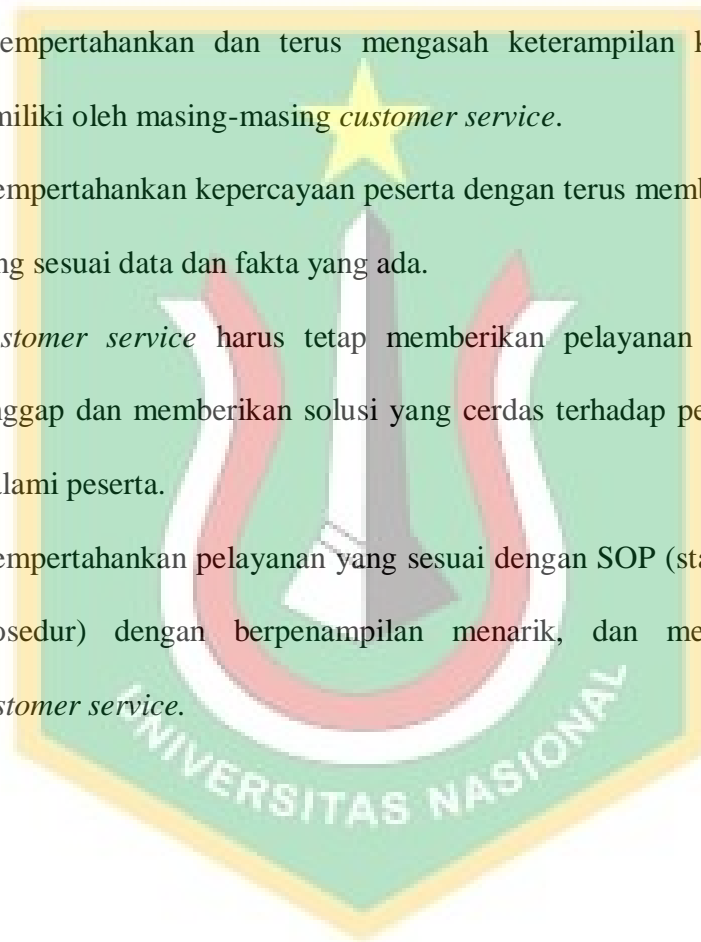 empertahankan dan terus mengasah keterampilan k
miliki oleh masing-masing customer service.
empertahankan kepercayaan peserta dengan terus memb
ng sesuai data dan fakta yang ada.
stomer service harus tetap memberikan pelayanan
nggap dan memberikan solusi yang cerdas terhadap pe
alami peserta.
empertahankan pelayanan yang sesuai dengan SOP (sta
osedur) dengan berpenampilan menarik, dan me
stomer service.
UNIVERSITAS NASIONAL